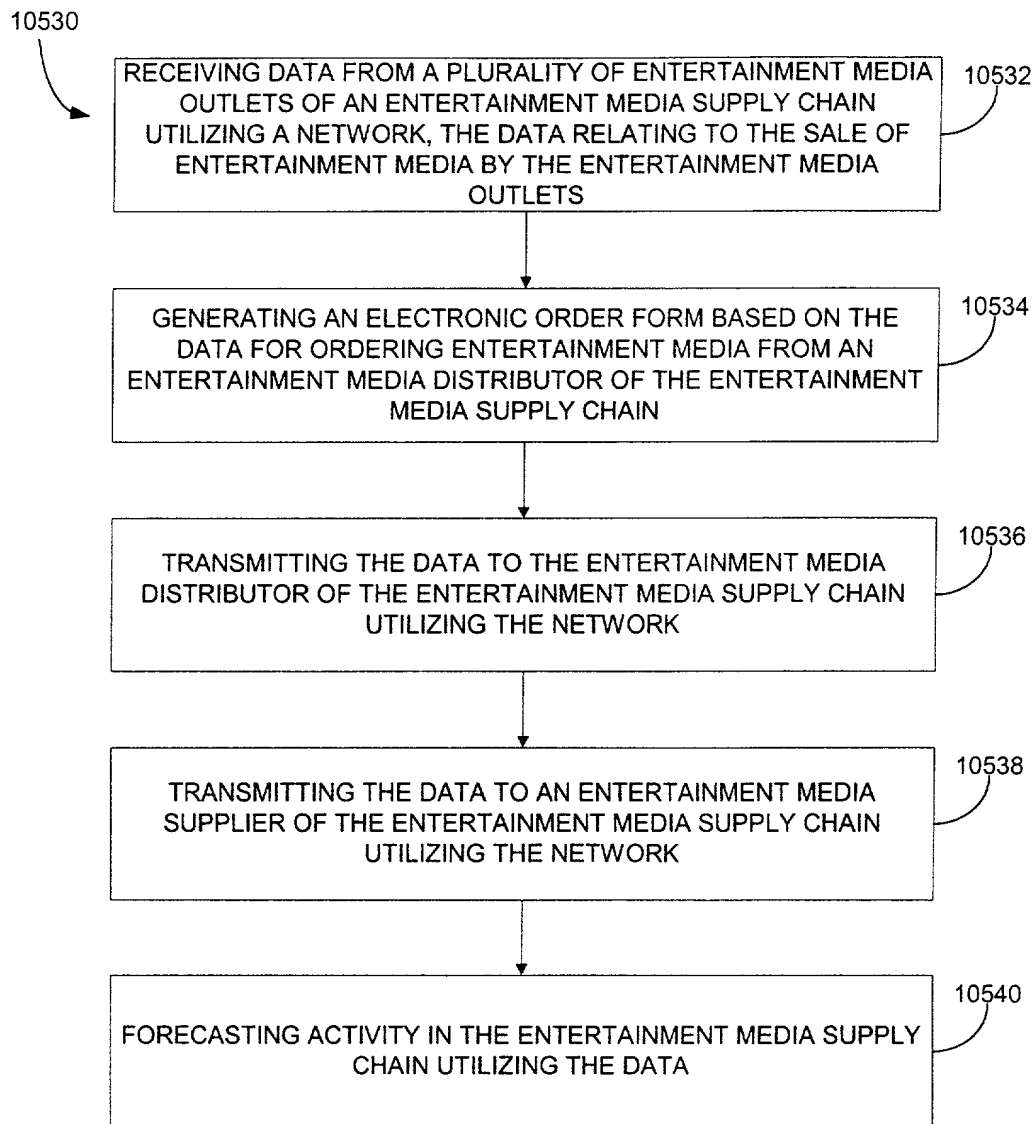 10530
RECEIVING DATA FROM A PLURALITY OF ENTERTAINMENT MEDIA
OUTLETS OF AN ENTERTAINMENT MEDIA SUPPLY CHAIN
UTILIZING A NETWORK, THE DATA RELATING TO THE SALE OF
ENTERTAINMENT MEDIA BY THE ENTERTAINMENT MEDIA
OUTLETS
10532
GENERATING AN ELECTRONIC ORDER FORM BASED ON THE
DATA FOR ORDERING ENTERTAINMENT MEDIA FROM AN
ENTERTAINMENT MEDIA DISTRIBUTOR OF THE ENTERTAINMENT
MEDIA SUPPLY CHAIN
10534
TRANSMITTING THE DATA TO THE ENTERTAINMENT MEDIA
DISTRIBUTOR OF THE ENTERTAINMENT MEDIA SUPPLY CHAIN
UTILIZING THE NETWORK
10536
TRANSMITTING THE DATA TO AN ENTERTAINMENT MEDIA
SUPPLIER OF THE ENTERTAINMENT MEDIA SUPPLY CHAIN
UTILIZING THE NETWORK
10538
FORECASTING ACTIVITY IN THE ENTERTAINMENT MEDIA SUPPLY
CHAIN UTILIZING THE DATA
10540